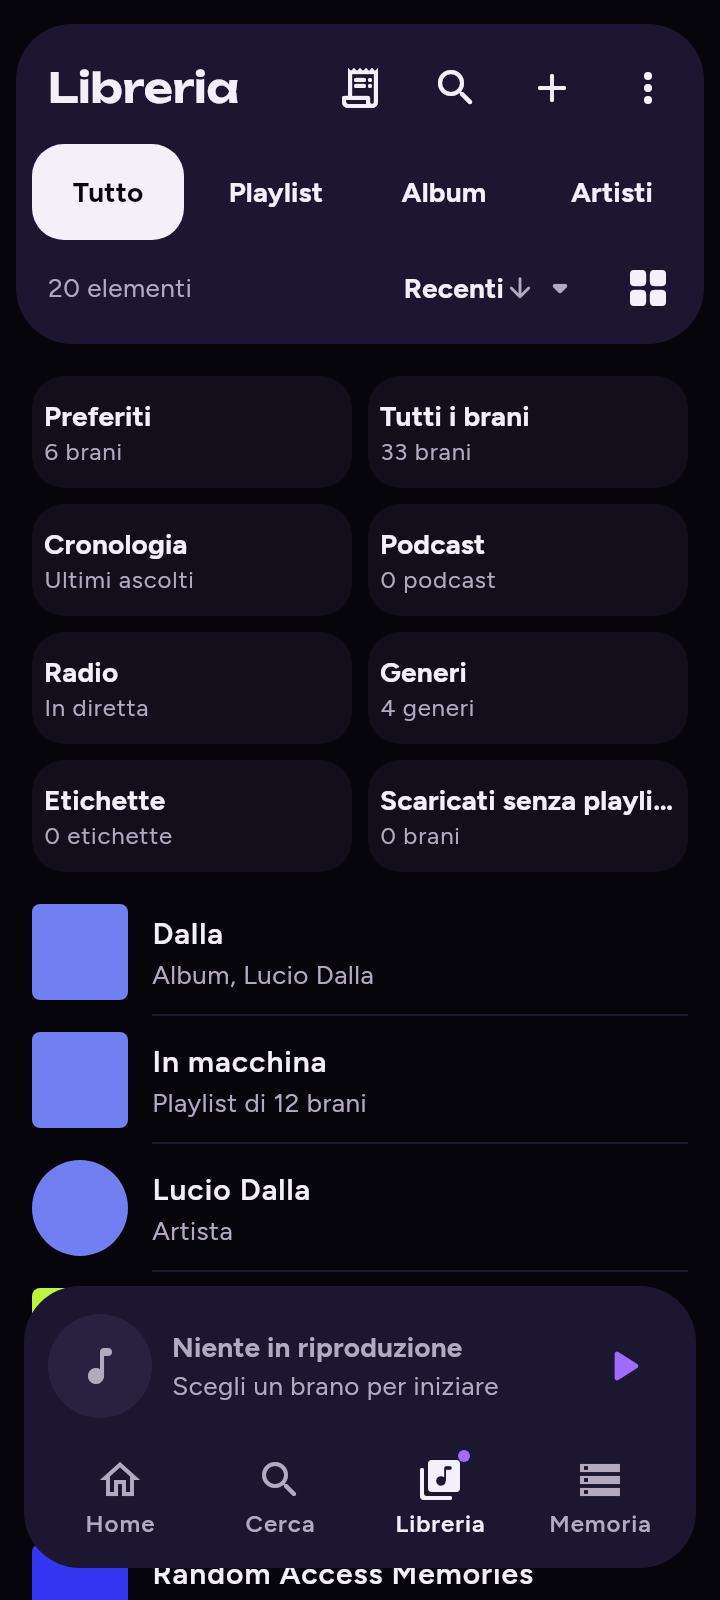 Libreria
Tutto
Playlist
Album
Artisti
20 elementi
Recenti
Preferiti
6 brani
Tutti i brani
33 brani
Cronologia
Ultimi ascolti
Podcast
0 podcast
Radio
In diretta
Generi
4 generi
Etichette
0 etichette
Scaricati senza playli...
0 brani
Dalla
Album, Lucio Dalla
In macchina
Playlist di 12 brani
Lucio Dalla
Artista
Niente in riproduzione
Scegli un brano per iniziare
Home
Cerca
Libreria
Memoria
Random Access Memories